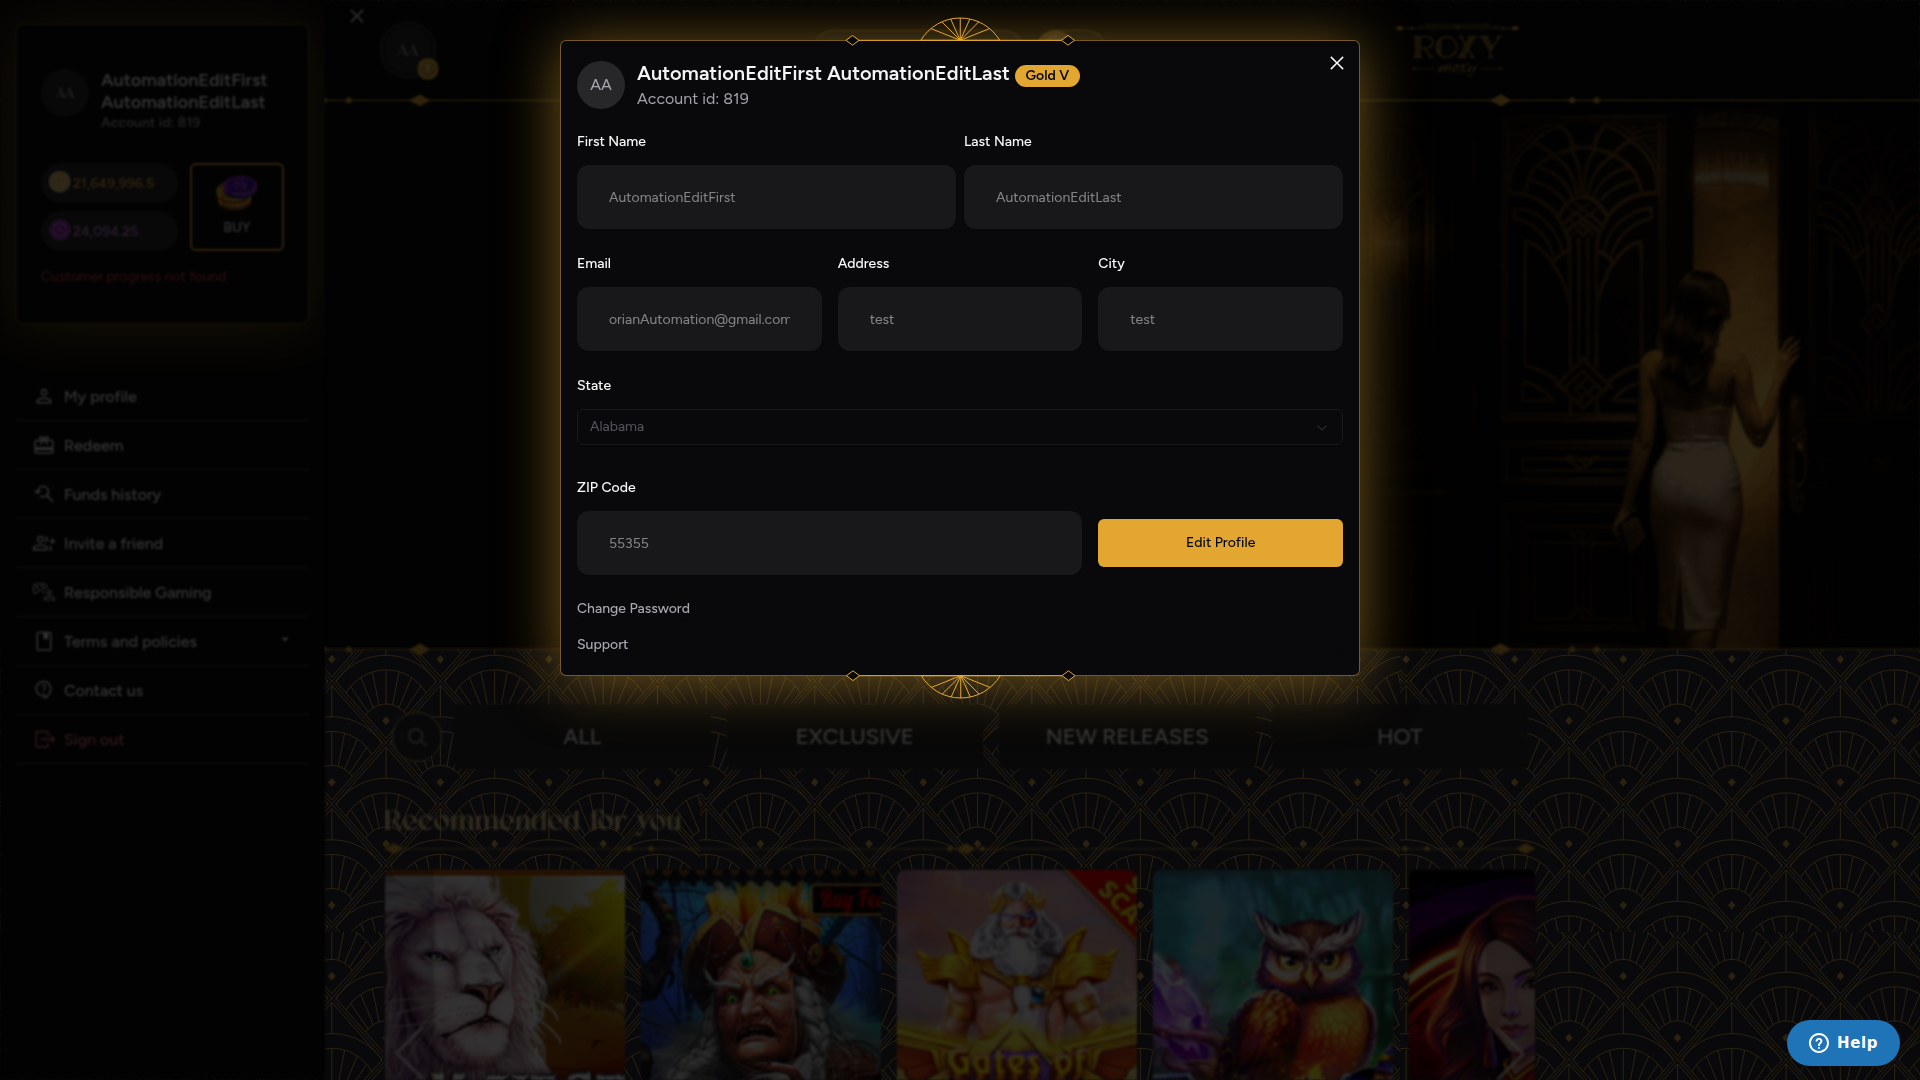 AA
AutomationEditFirst
AutomationEditLast
Account id: 819
21,649,996.5
24,094.25
BUY
Customer progress not found
My profile
Redeem
Funds history
Invite a friend
Responsible Gaming
Terms and policies
Contact us
Sign out
AA
ROXY
moxy
AA
AutomationEditFirst AutomationEditLast Gold V
Account id: 819
First Name
Last Name
AutomationEditFirst
AutomationEditLast
Email
Address
City
orianAutomation@gmail.com
test
test
State
Alabama
ZIP Code
55355
Edit Profile
Change Password
Support
ALL
EXCLUSIVE
NEW RELEASES
HOT
Recommended for you
Gates of
Help